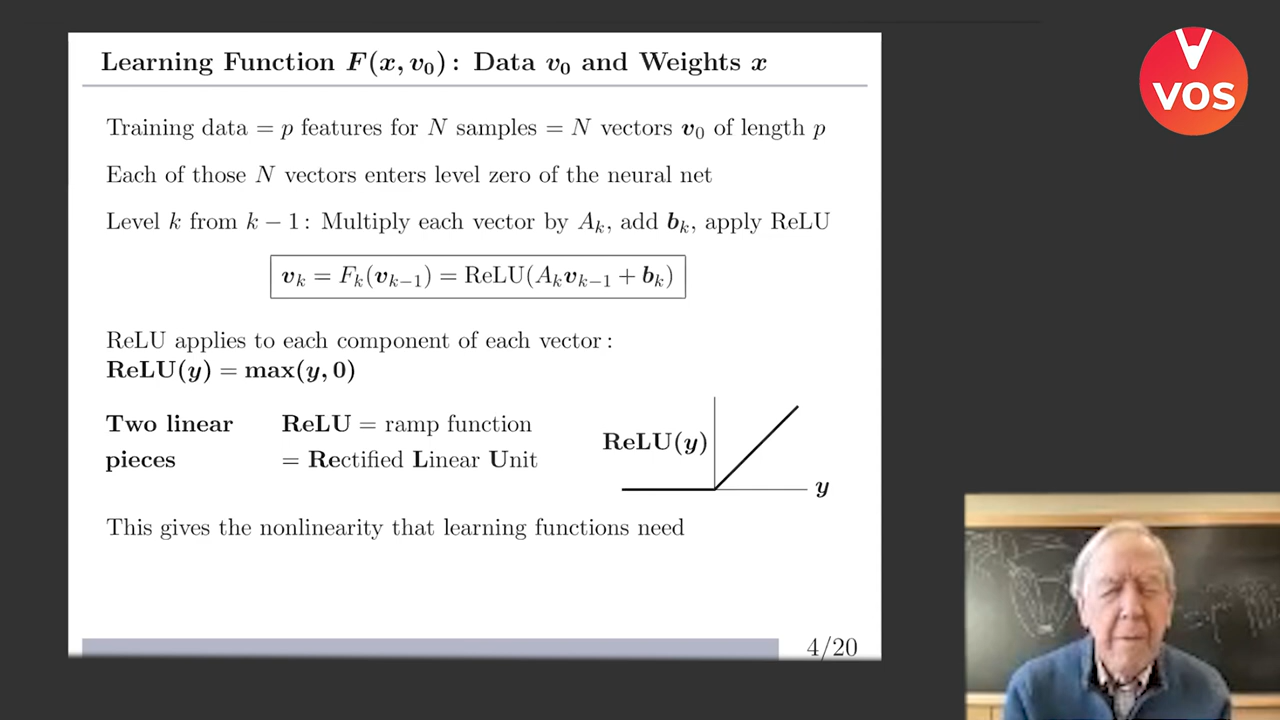 Learning Function F(x, v₀): Data v₀ and Weights x
Training data = p features for N samples = N vectors v₀ of length p
Each of those N vectors enters level zero of the neural net
Level k from k − 1: Multiply each vector by Aₖ, add bₖ, apply ReLU
vₖ = Fₖ(vₖ₋₁) = ReLU(Aₖvₖ₋₁ + bₖ)
ReLU applies to each component of each vector:
ReLU(y) = max(y, 0)
Two linear pieces
ReLU = ramp function
= Rectified Linear Unit
ReLU(y)
y
This gives the nonlinearity that learning functions need
4/20
VOS